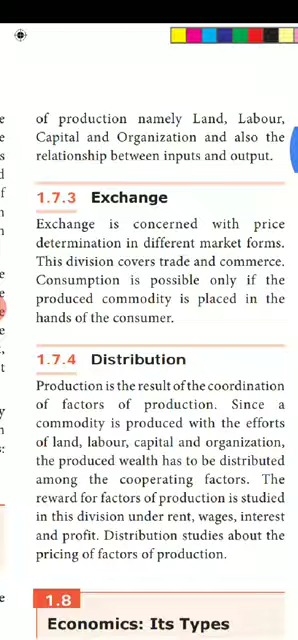 of production namely Land, Labour,
Capital and Organization and also the
relationship between inputs and output.
1.7.3 Exchange
Exchange is concerned with price
determination in different market forms.
This division covers trade and commerce.
Consumption is possible only if the
produced commodity is placed in the
hands of the consumer.
1.7.4 Distribution
Production is the result of the coordination
of factors of production. Since a
commodity is produced with the efforts
of land, labour, capital and organization,
the produced wealth has to be distributed
among the cooperating factors. The
reward for factors of production is studied
in this division under rent, wages, interest
and profit. Distribution studies about the
pricing of factors of production.
1.8
Economics: Its Types